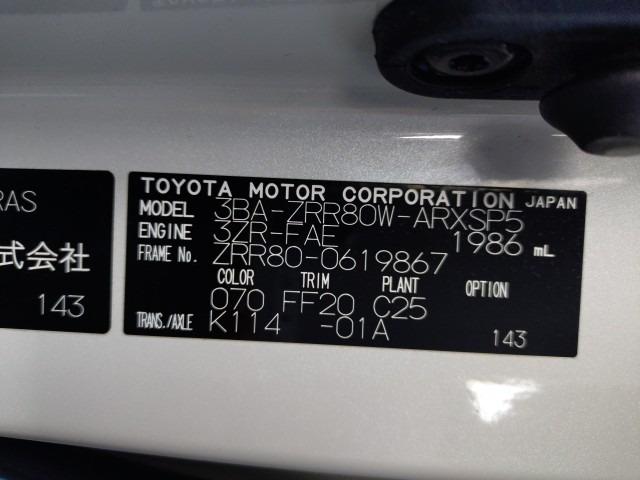 RAS
式会社
143
TOYOTA MOTOR CORPORATION JAPAN
MODEL 3BA-ZRR80W-ARXSP5
ENGINE 3ZR-FAE 1986 mL
FRAME No. ZRR80-0619867
COLOR TRIM PLANT OPTION
070 FF20 C25
TRANS./AXLE K114 -01A 143